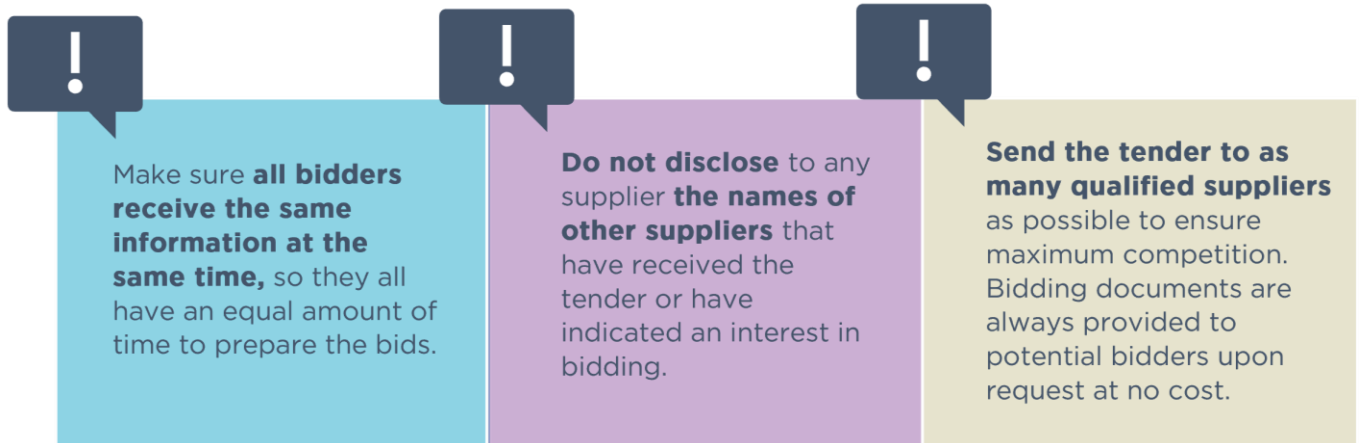 !
Make sure all bidders
receive the same
information at the
same time, so they all
have an equal amount of
time to prepare the bids.
!
Do not disclose to any
supplier the names of
other suppliers that
have received the
tender or have
indicated an interest in
bidding.
!
Send the tender to as
many qualified suppliers
as possible to ensure
maximum competition.
Bidding documents are
always provided to
potential bidders upon
request at no cost.